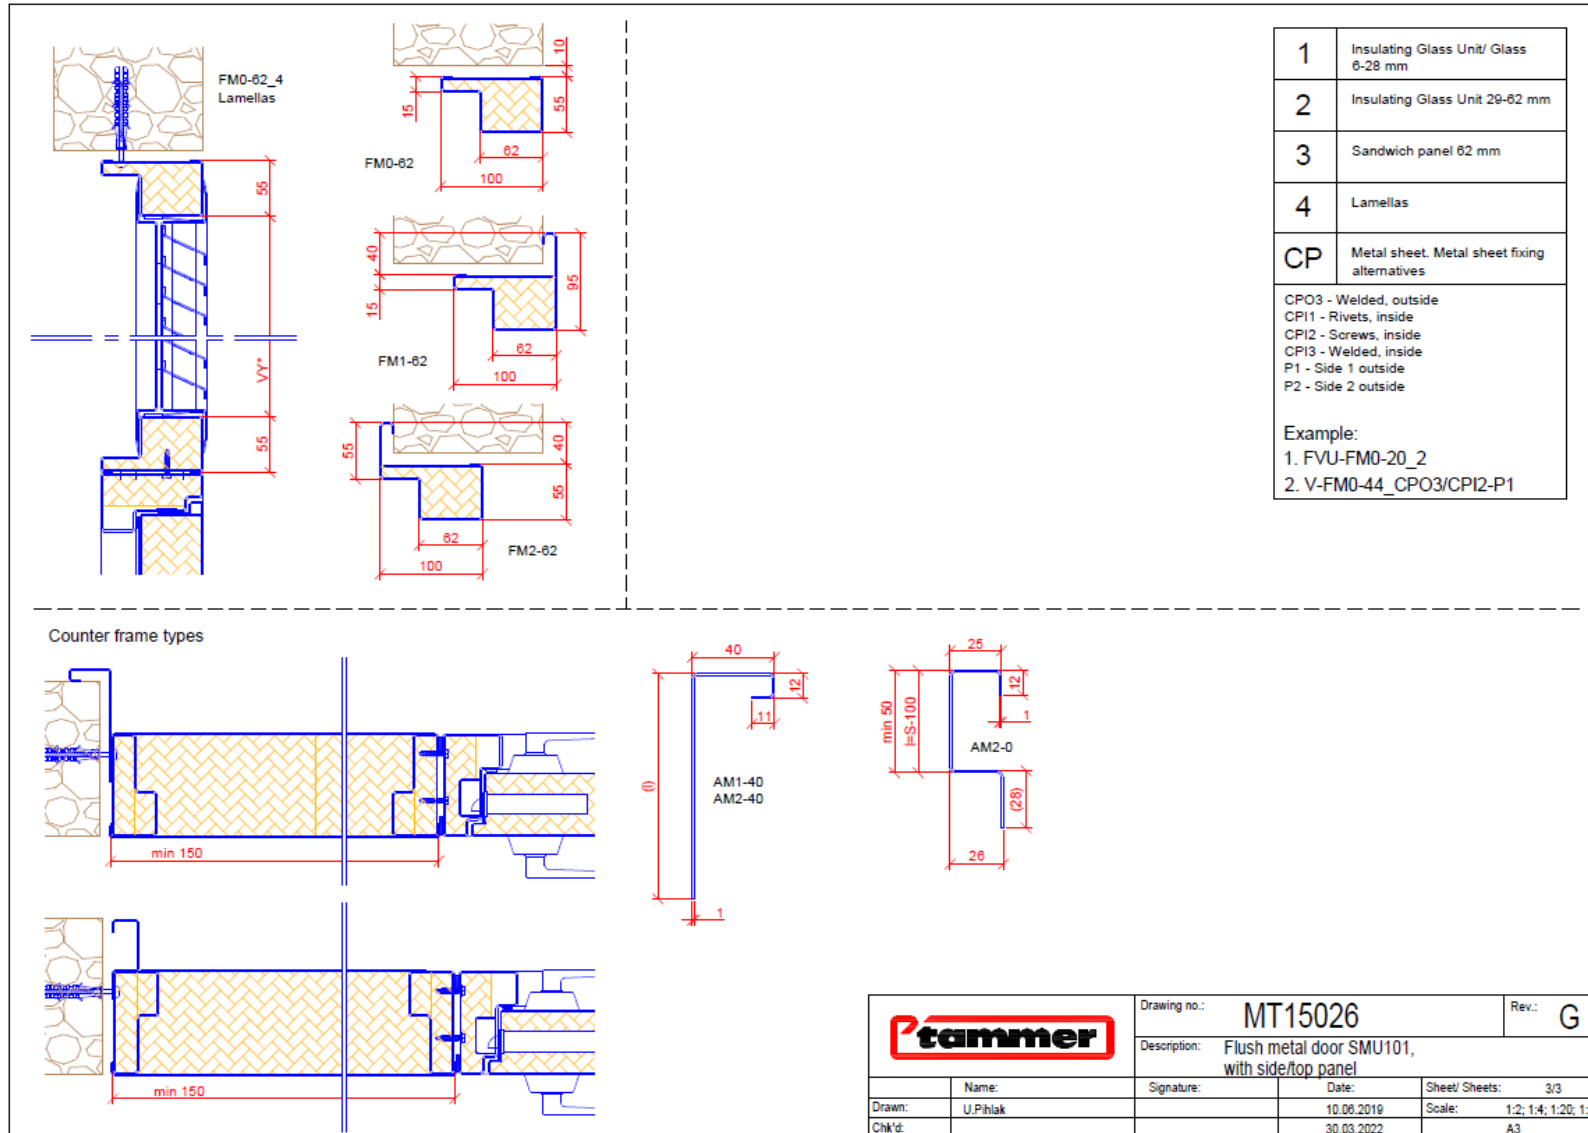 FM0-62_4
Lamellas
55
VY*
55
10
15
55
62
FM0-62
100
40
15
95
62
FM1-62
100
55
40
55
62
FM2-62
100
1 Insulating Glass Unit/ Glass
6-28 mm
2 Insulating Glass Unit 29-62 mm
3 Sandwich panel 62 mm
4 Lamellas
CP Metal sheet. Metal sheet fixing
alternatives
CPO3 - Welded, outside
CPI1 - Rivets, inside
CPI2 - Screws, inside
CPI3 - Welded, inside
P1 - Side 1 outside
P2 - Side 2 outside
Example:
1. FVU-FM0-20_2
2. V-FM0-44_CPO3/CPI2-P1
Counter frame types
min 150
min 150
40
12
11
(l)
AM1-40
AM2-40
1
25
12
min 50
l=S-100
1
AM2-0
(28)
26
tammer
Drawing no.: MT15026 Rev.: G
Description: Flush metal door SMU101,
with side/top panel
Name: Signature: Date: Sheet/ Sheets: 3/3
Drawn: U.Pihlak 10.06.2019 Scale: 1:2; 1:4; 1:20; 1:
Chk'd: 30.03.2022 A3